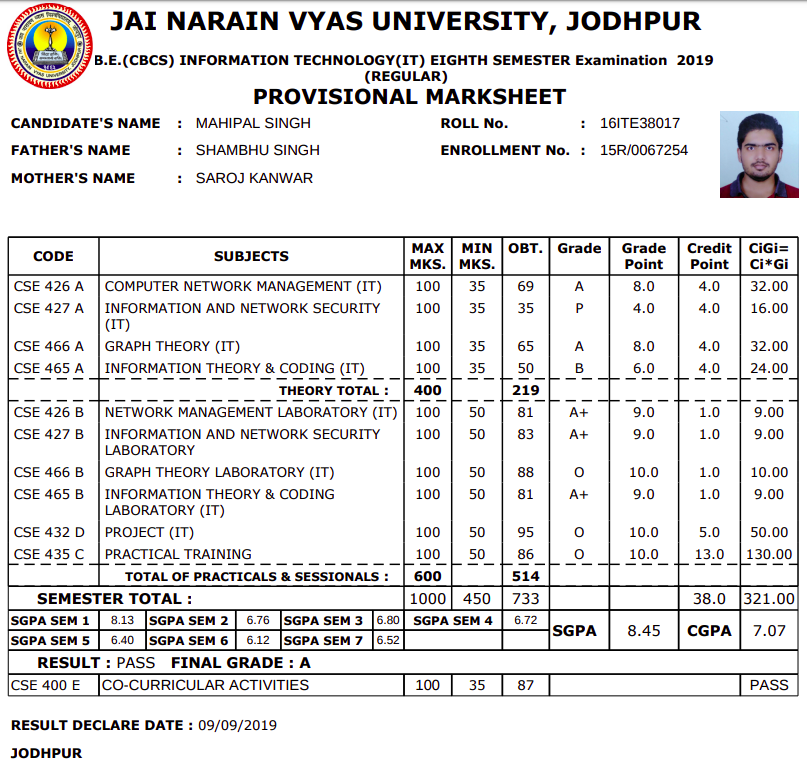 JAI NARAIN VYAS UNIVERSITY, JODHPUR
B.E.(CBCS) INFORMATION TECHNOLOGY(IT) EIGHTH SEMESTER Examination 2019
(REGULAR)
PROVISIONAL MARKSHEET
CANDIDATE'S NAME : MAHIPAL SINGH ROLL No. : 16ITE38017
FATHER'S NAME : SHAMBHU SINGH ENROLLMENT No. : 15R/0067254
MOTHER'S NAME : SAROJ KANWAR
CODE SUBJECTS MAX MKS. MIN MKS. OBT. Grade Grade Point Credit Point CiGi= Ci*Gi
CSE 426 A COMPUTER NETWORK MANAGEMENT (IT) 100 35 69 A 8.0 4.0 32.00
CSE 427 A INFORMATION AND NETWORK SECURITY 100 35 35 P 4.0 4.0 16.00
(IT)
CSE 466 A GRAPH THEORY (IT) 100 35 65 A 8.0 4.0 32.00
CSE 465 A INFORMATION THEORY & CODING (IT) 100 35 50 B 6.0 4.0 24.00
THEORY TOTAL : 400 219
CSE 426 B NETWORK MANAGEMENT LABORATORY (IT) 100 50 81 A+ 9.0 1.0 9.00
CSE 427 B INFORMATION AND NETWORK SECURITY 100 50 83 A+ 9.0 1.0 9.00
LABORATORY
CSE 466 B GRAPH THEORY LABORATORY (IT) 100 50 88 O 10.0 1.0 10.00
CSE 465 B INFORMATION THEORY & CODING 100 50 81 A+ 9.0 1.0 9.00
LABORATORY (IT)
CSE 432 D PROJECT (IT) 100 50 95 O 10.0 5.0 50.00
CSE 435 C PRACTICAL TRAINING 100 50 86 O 10.0 13.0 130.00
TOTAL OF PRACTICALS & SESSIONALS : 600 514
SEMESTER TOTAL : 1000 450 733 38.0 321.00
SGPA SEM 1 8.13 SGPA SEM 2 6.76 SGPA SEM 3 6.80 SGPA SEM 4 6.72
SGPA SEM 5 6.40 SGPA SEM 6 6.12 SGPA SEM 7 6.52
SGPA 8.45 CGPA 7.07
RESULT : PASS FINAL GRADE : A
CSE 400 E CO-CURRICULAR ACTIVITIES 100 35 87 PASS
RESULT DECLARE DATE : 09/09/2019
JODHPUR